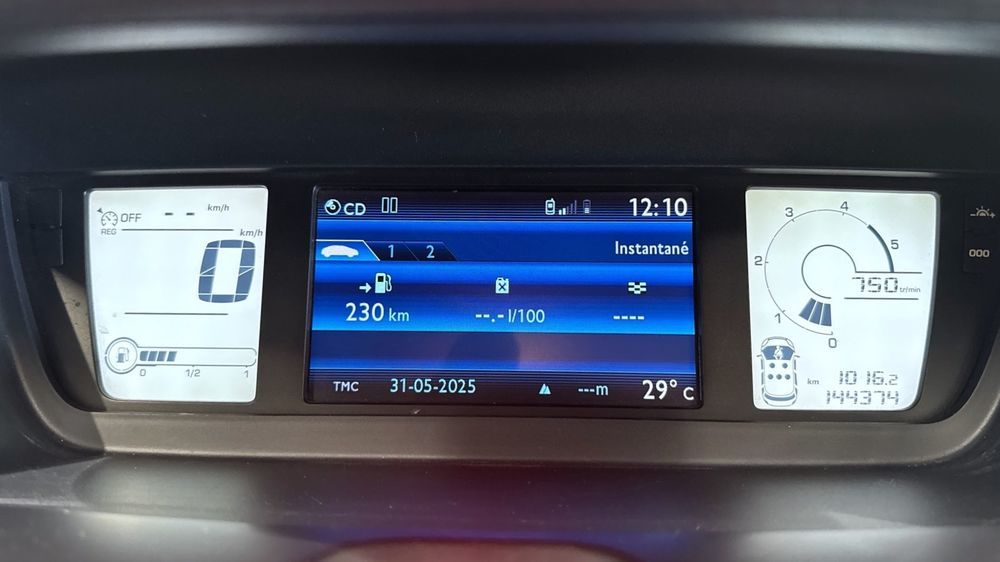 OFF -- km/h
REG
km/h
0
0 1/2 1
CD 12:10
1 2 Instantané
230 km --.- l/100 ----
TMC 31-05-2025 ---m 29° C
4
3
5
2
750 tr/min
1
0
km 1016.2
144374
000